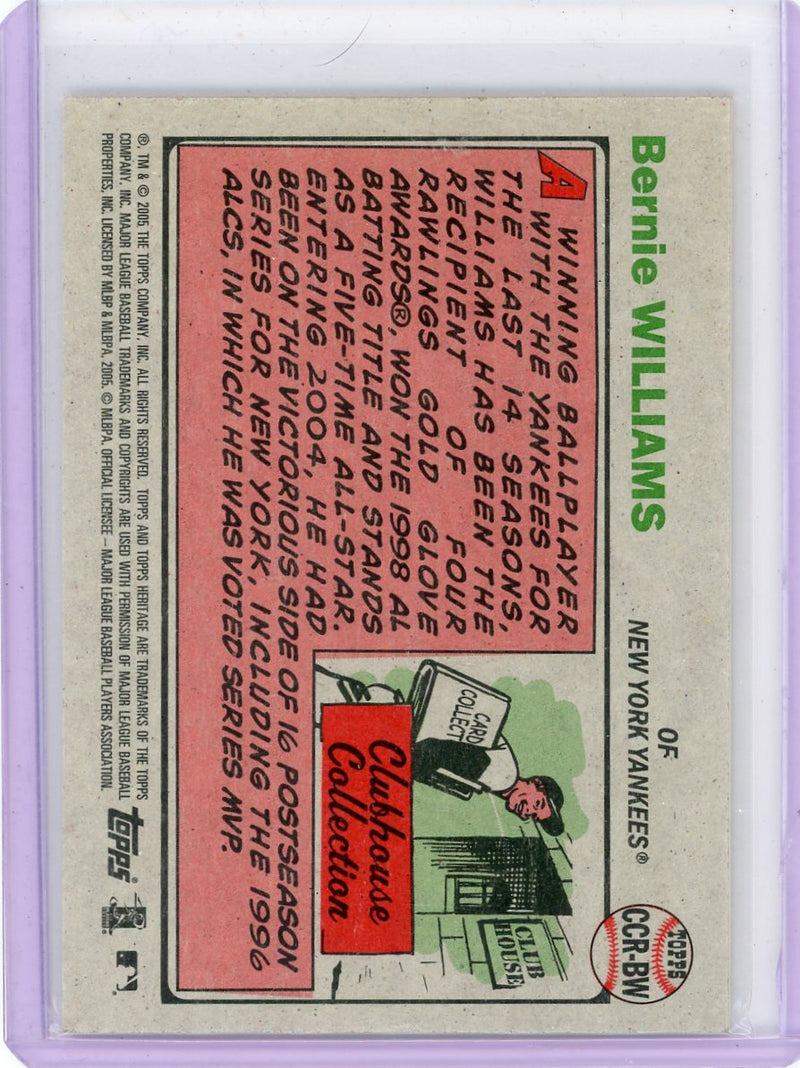 Bernie WILLIAMS
OF
NEW YORK YANKEES®
TOPPS
CCR-BW
A WINNING BALLPLAYER
WITH THE YANKEES FOR
THE LAST 14 SEASONS,
WILLIAMS HAS BEEN THE
RECIPIENT OF FOUR
RAWLINGS GOLD GLOVE
AWARDS®, WON THE 1998 AL
BATTING TITLE AND STANDS
AS A FIVE-TIME ALL-STAR.
ENTERING 2004, HE HAD
BEEN ON THE VICTORIOUS SIDE OF 16 POSTSEASON
SERIES FOR NEW YORK, INCLUDING THE 1996
ALCS, IN WHICH HE WAS VOTED SERIES MVP.
CARD
COLLECT
CLUB
HOUSE
Clubhouse
Collection
®, TM & © 2005 THE TOPPS COMPANY, INC. ALL RIGHTS RESERVED. TOPPS AND TOPPS HERITAGE ARE TRADEMARKS OF THE TOPPS
COMPANY, INC. MAJOR LEAGUE BASEBALL TRADEMARKS AND COPYRIGHTS ARE USED WITH PERMISSION OF MAJOR LEAGUE BASEBALL
PROPERTIES, INC. LICENSED BY MLBP & MLBPA, 2005. © MLBPA. OFFICIAL LICENSEE – MAJOR LEAGUE BASEBALL PLAYERS ASSOCIATION.
topps®